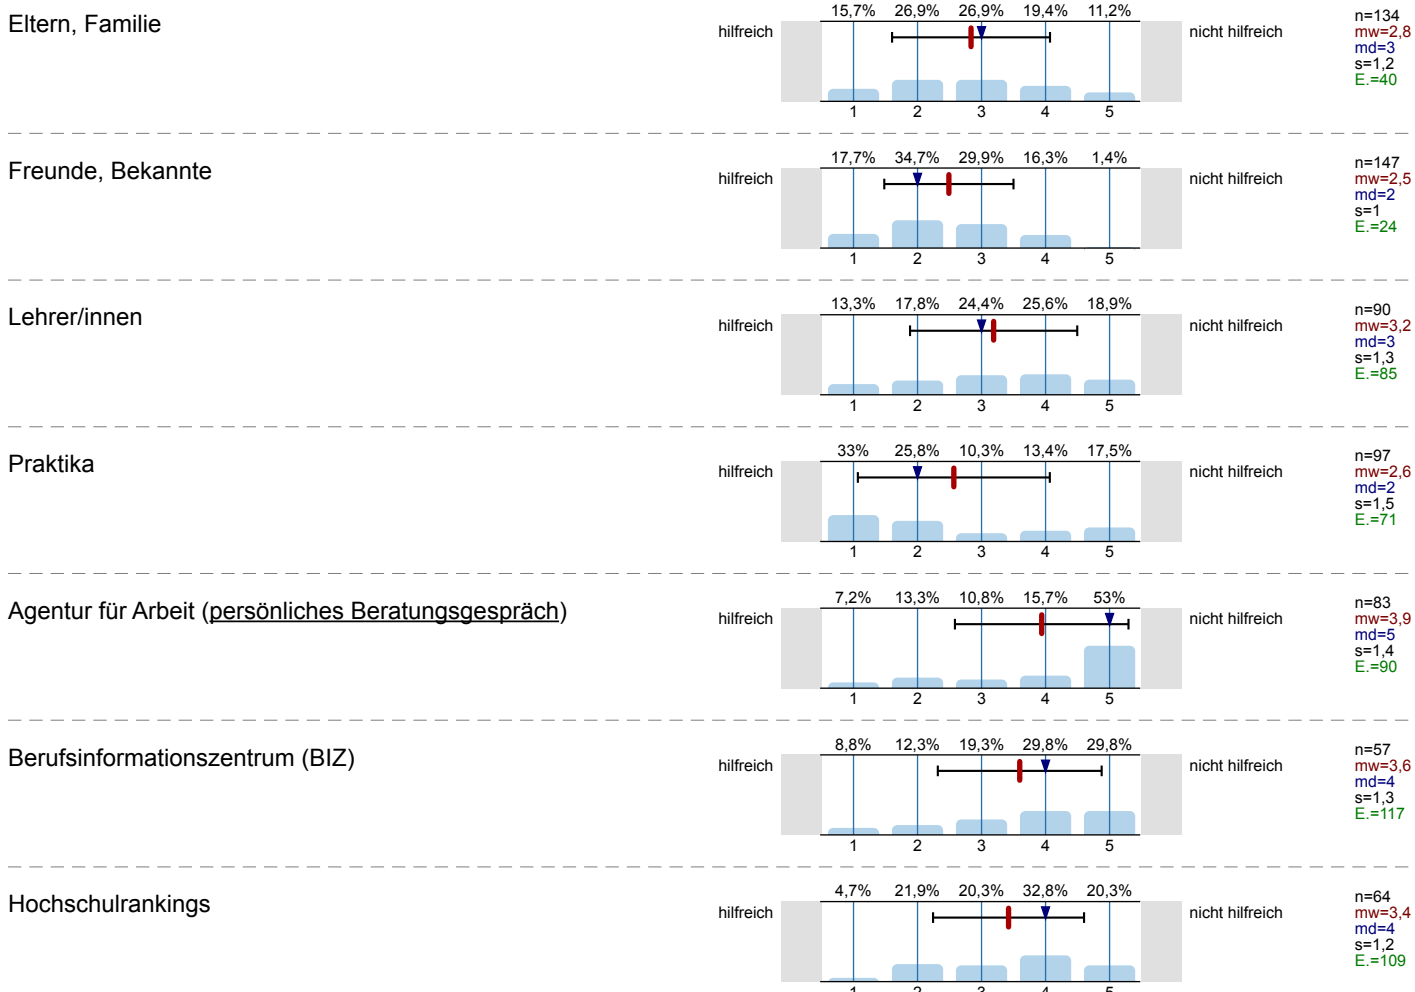 Eltern, Familie
15,7% 26,9% 26,9% 19,4% 11,2%
hilfreich nicht hilfreich
n=134
mw=2,8
md=3
s=1,2
E.=40
1 2 3 4 5
Freunde, Bekannte
17,7% 34,7% 29,9% 16,3% 1,4%
hilfreich nicht hilfreich
n=147
mw=2,5
md=2
s=1
E.=24
1 2 3 4 5
Lehrer/innen
13,3% 17,8% 24,4% 25,6% 18,9%
hilfreich nicht hilfreich
n=90
mw=3,2
md=3
s=1,3
E.=85
1 2 3 4 5
Praktika
33% 25,8% 10,3% 13,4% 17,5%
hilfreich nicht hilfreich
n=97
mw=2,6
md=2
s=1,5
E.=71
1 2 3 4 5
Agentur für Arbeit (persönliches Beratungsgespräch)
7,2% 13,3% 10,8% 15,7% 53%
hilfreich nicht hilfreich
n=83
mw=3,9
md=5
s=1,4
E.=90
1 2 3 4 5
Berufsinformationszentrum (BIZ)
8,8% 12,3% 19,3% 29,8% 29,8%
hilfreich nicht hilfreich
n=57
mw=3,6
md=4
s=1,3
E.=117
1 2 3 4 5
Hochschulrankings
4,7% 21,9% 20,3% 32,8% 20,3%
hilfreich nicht hilfreich
n=64
mw=3,4
md=4
s=1,2
E.=109
1 2 3 4 5